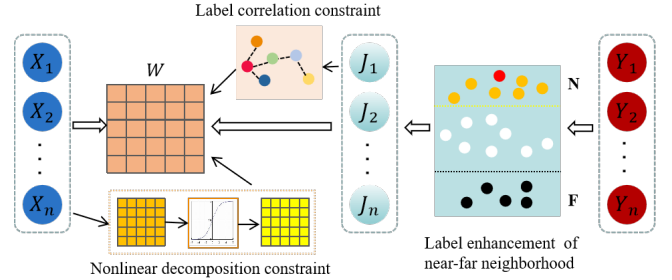 Label correlation constraint
X₁
X₂
⋮
Xₙ
W
J₁
J₂
⋮
Jₙ
N
F
Y₁
Y₂
⋮
Yₙ
Nonlinear decomposition constraint
Label enhancement of
near-far neighborhood